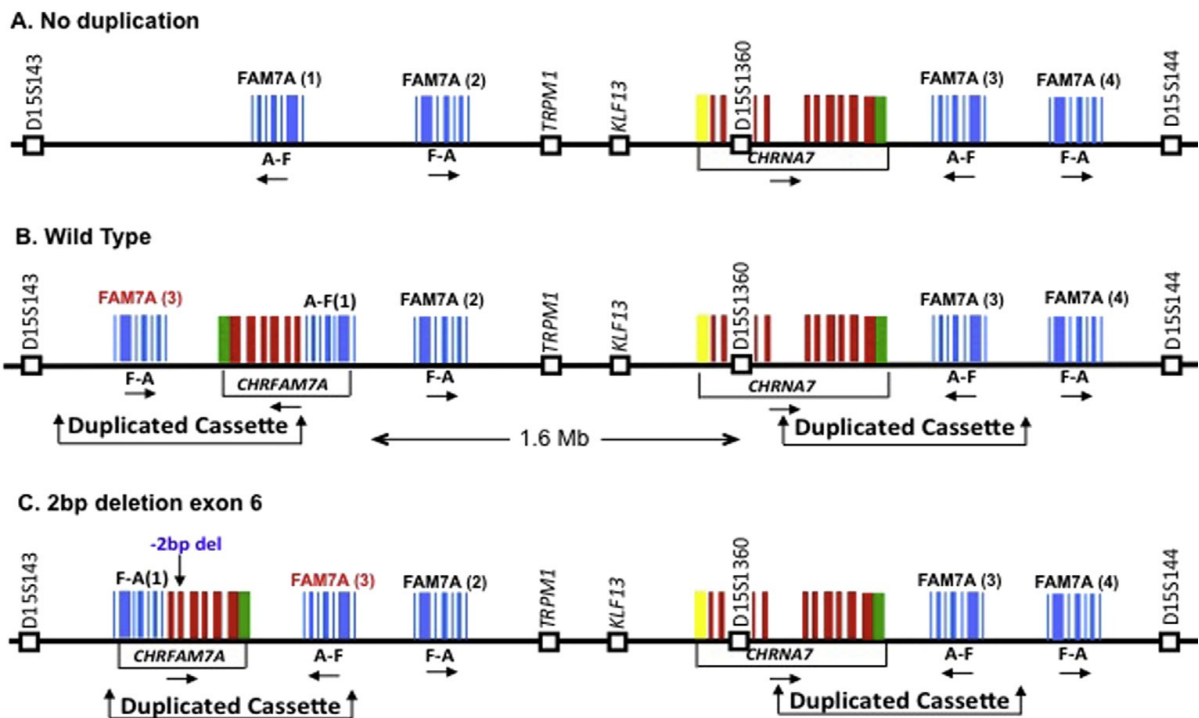 A. No duplication
D15S143
FAM7A (1)
FAM7A (2)
TRPM1
KLF13
D15S1360
FAM7A (3)
FAM7A (4)
D15S144
A-F
F-A
CHRNA7
A-F
F-A
B. Wild Type
D15S143
FAM7A (3)
A-F(1)
FAM7A (2)
TRPM1
KLF13
D15S1360
FAM7A (3)
FAM7A (4)
D15S144
F-A
CHRFAM7A
F-A
CHRNA7
A-F
F-A
Duplicated Cassette
1.6 Mb
Duplicated Cassette
C. 2bp deletion exon 6
-2bp del
D15S143
F-A(1)
FAM7A (3)
FAM7A (2)
TRPM1
KLF13
D15S1360
FAM7A (3)
FAM7A (4)
D15S144
CHRFAM7A
A-F
F-A
CHRNA7
A-F
F-A
Duplicated Cassette
Duplicated Cassette